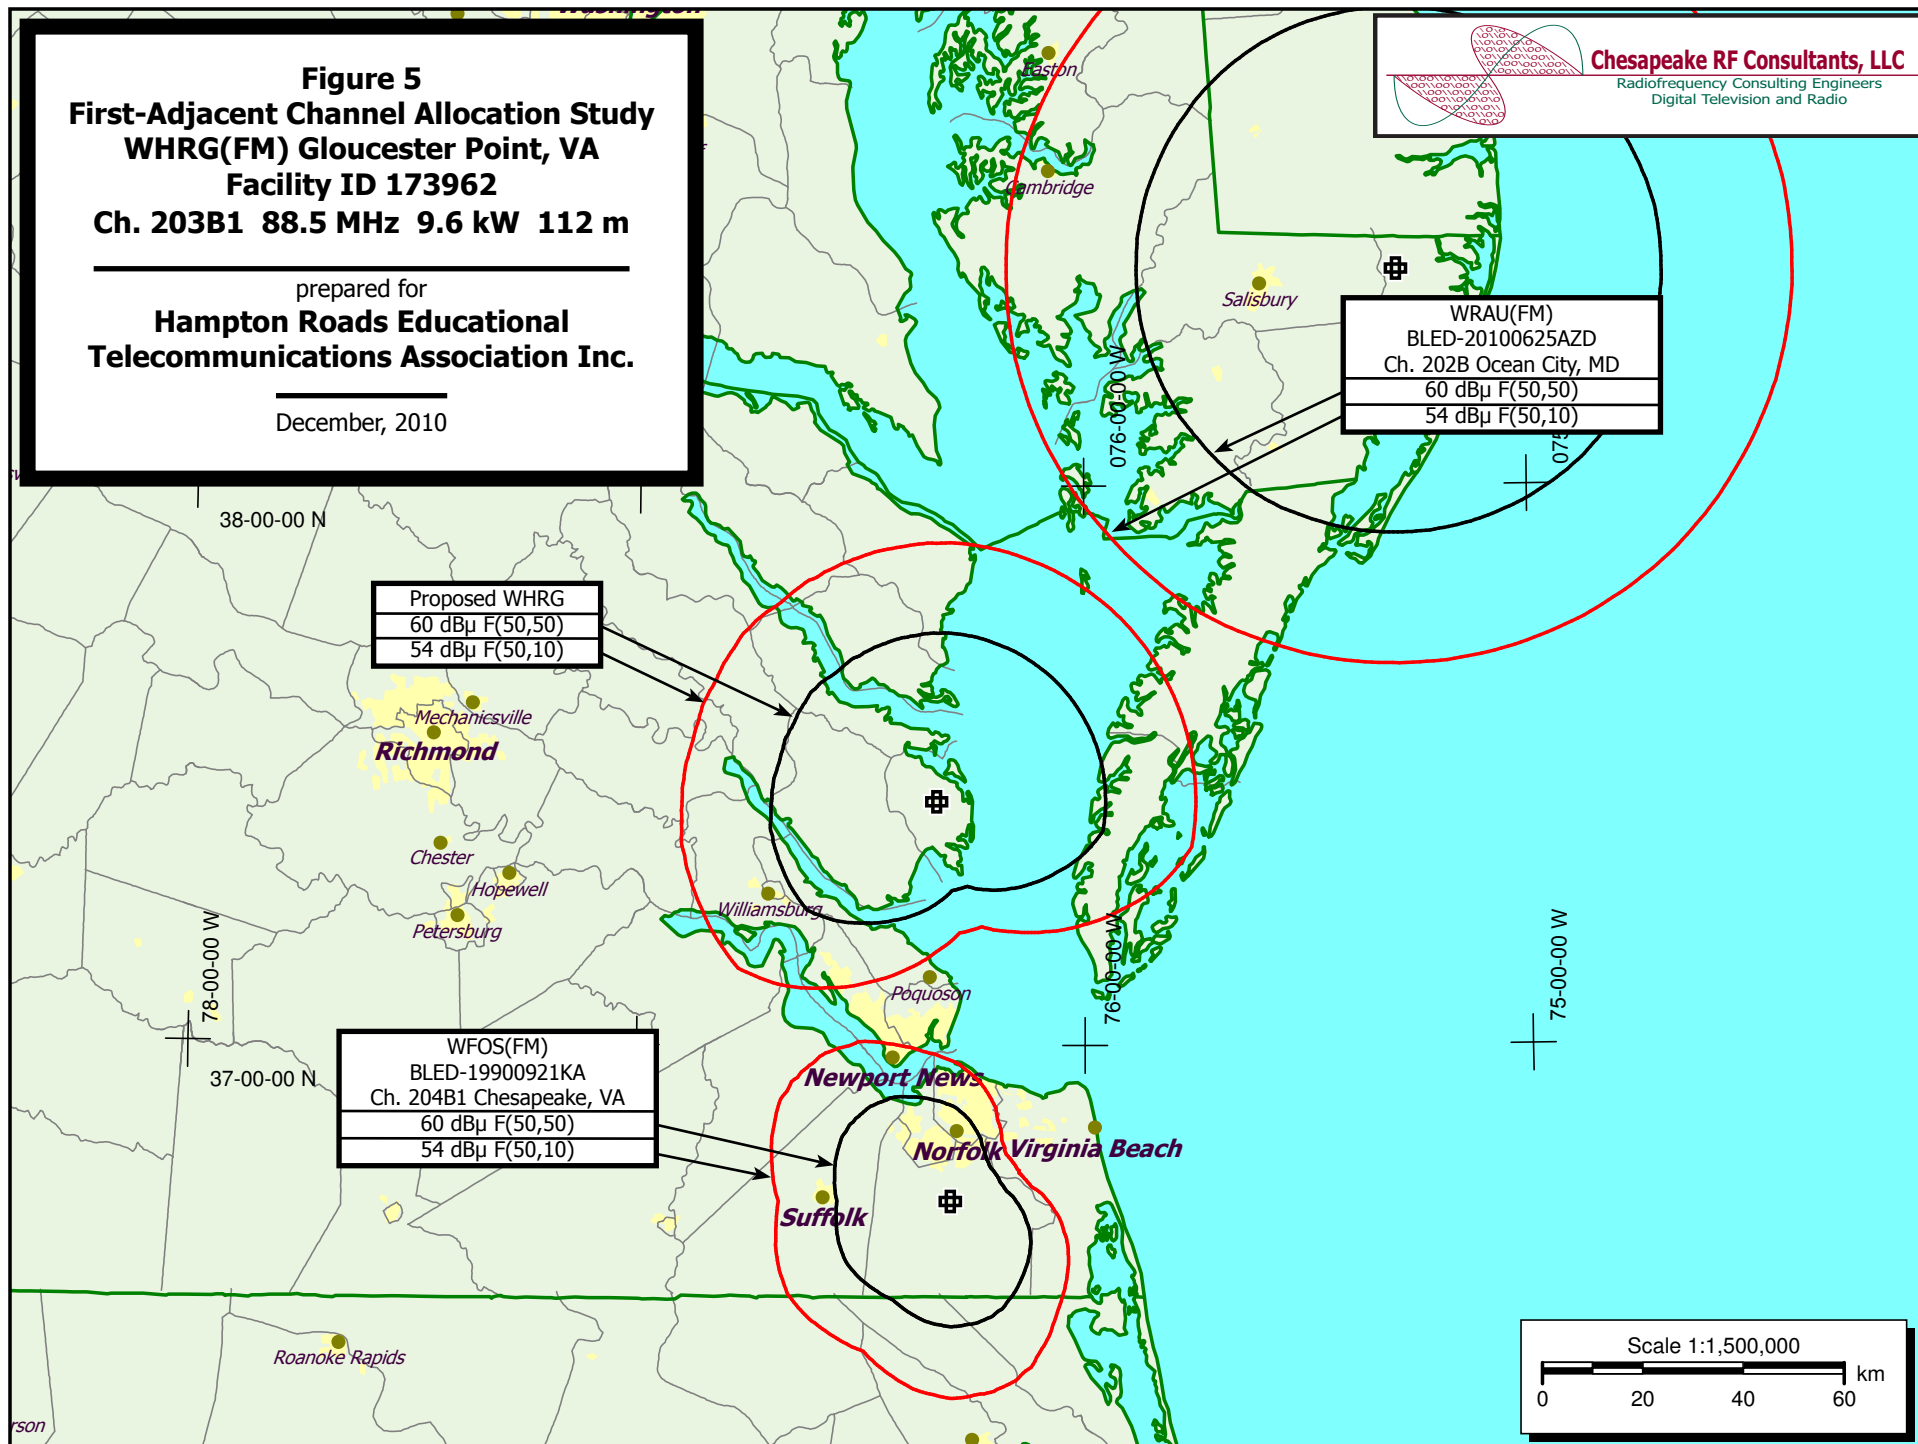 Washington
Figure 5
First-Adjacent Channel Allocation Study
WHRG(FM) Gloucester Point, VA
Facility ID 173962
Ch. 203B1 88.5 MHz 9.6 kW 112 m
prepared for
Hampton Roads Educational
Telecommunications Association Inc.
December, 2010
Chesapeake RF Consultants, LLC
Radiofrequency Consulting Engineers
Digital Television and Radio
Easton
Cambridge
Salisbury
WRAU(FM)
BLED-20100625AZD
Ch. 202B Ocean City, MD
60 dBµ F(50,50)
54 dBµ F(50,10)
076-00-00 W
075
38-00-00 N
Proposed WHRG
60 dBµ F(50,50)
54 dBµ F(50,10)
Mechanicsville
Richmond
Chester
Hopewell
Petersburg
Williamsburg
Poquoson
78-00-00 W
76-00-00 W
75-00-00 W
37-00-00 N
WFOS(FM)
BLED-19900921KA
Ch. 204B1 Chesapeake, VA
60 dBµ F(50,50)
54 dBµ F(50,10)
Newport News
Norfolk
Virginia Beach
Suffolk
Roanoke Rapids
rson
Scale 1:1,500,000
km
0 20 40 60